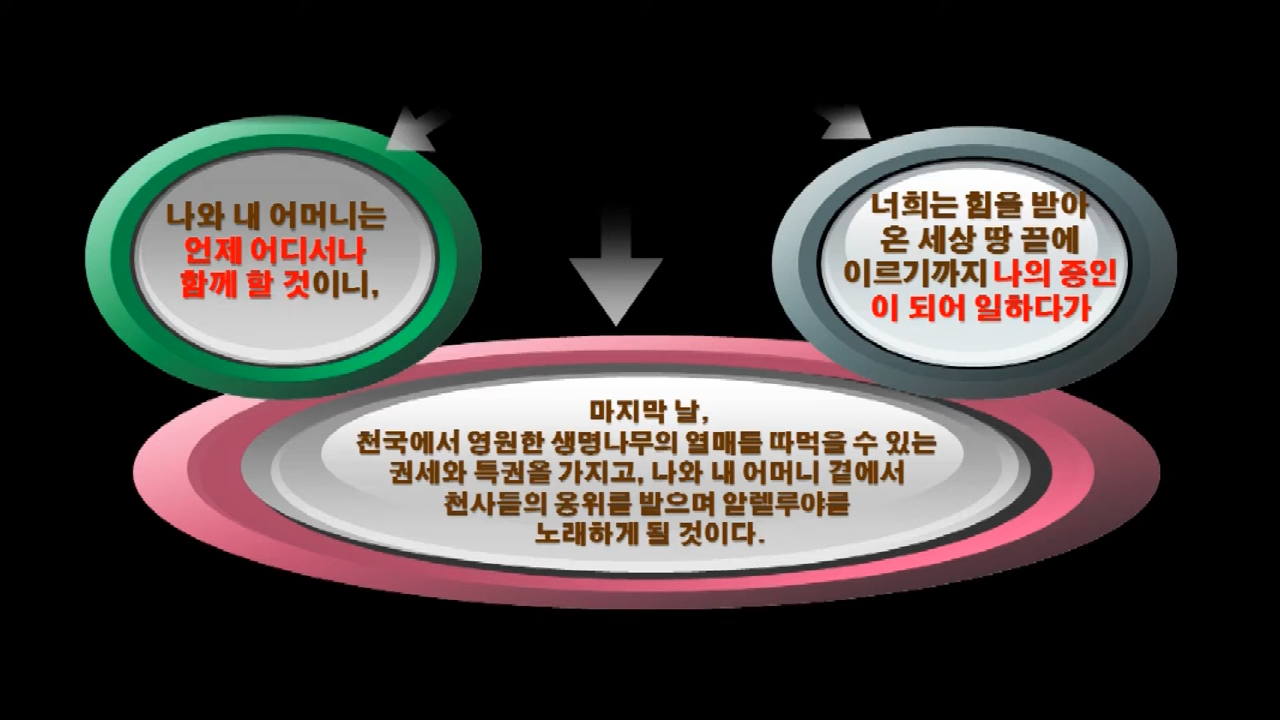 나와 내 어머니는
언제 어디서나
함께 할 것이니,
너희는 힘을 받아
온 세상 땅 끝에
이르기까지 나의 증인
이 되어 일하다가
마지막 날,
천국에서 영원한 생명나무의 열매를 따먹을 수 있는
권세와 특권을 가지고, 나와 내 어머니 곁에서
천사들의 옹위를 받으며 알렐루야를
노래하게 될 것이다.